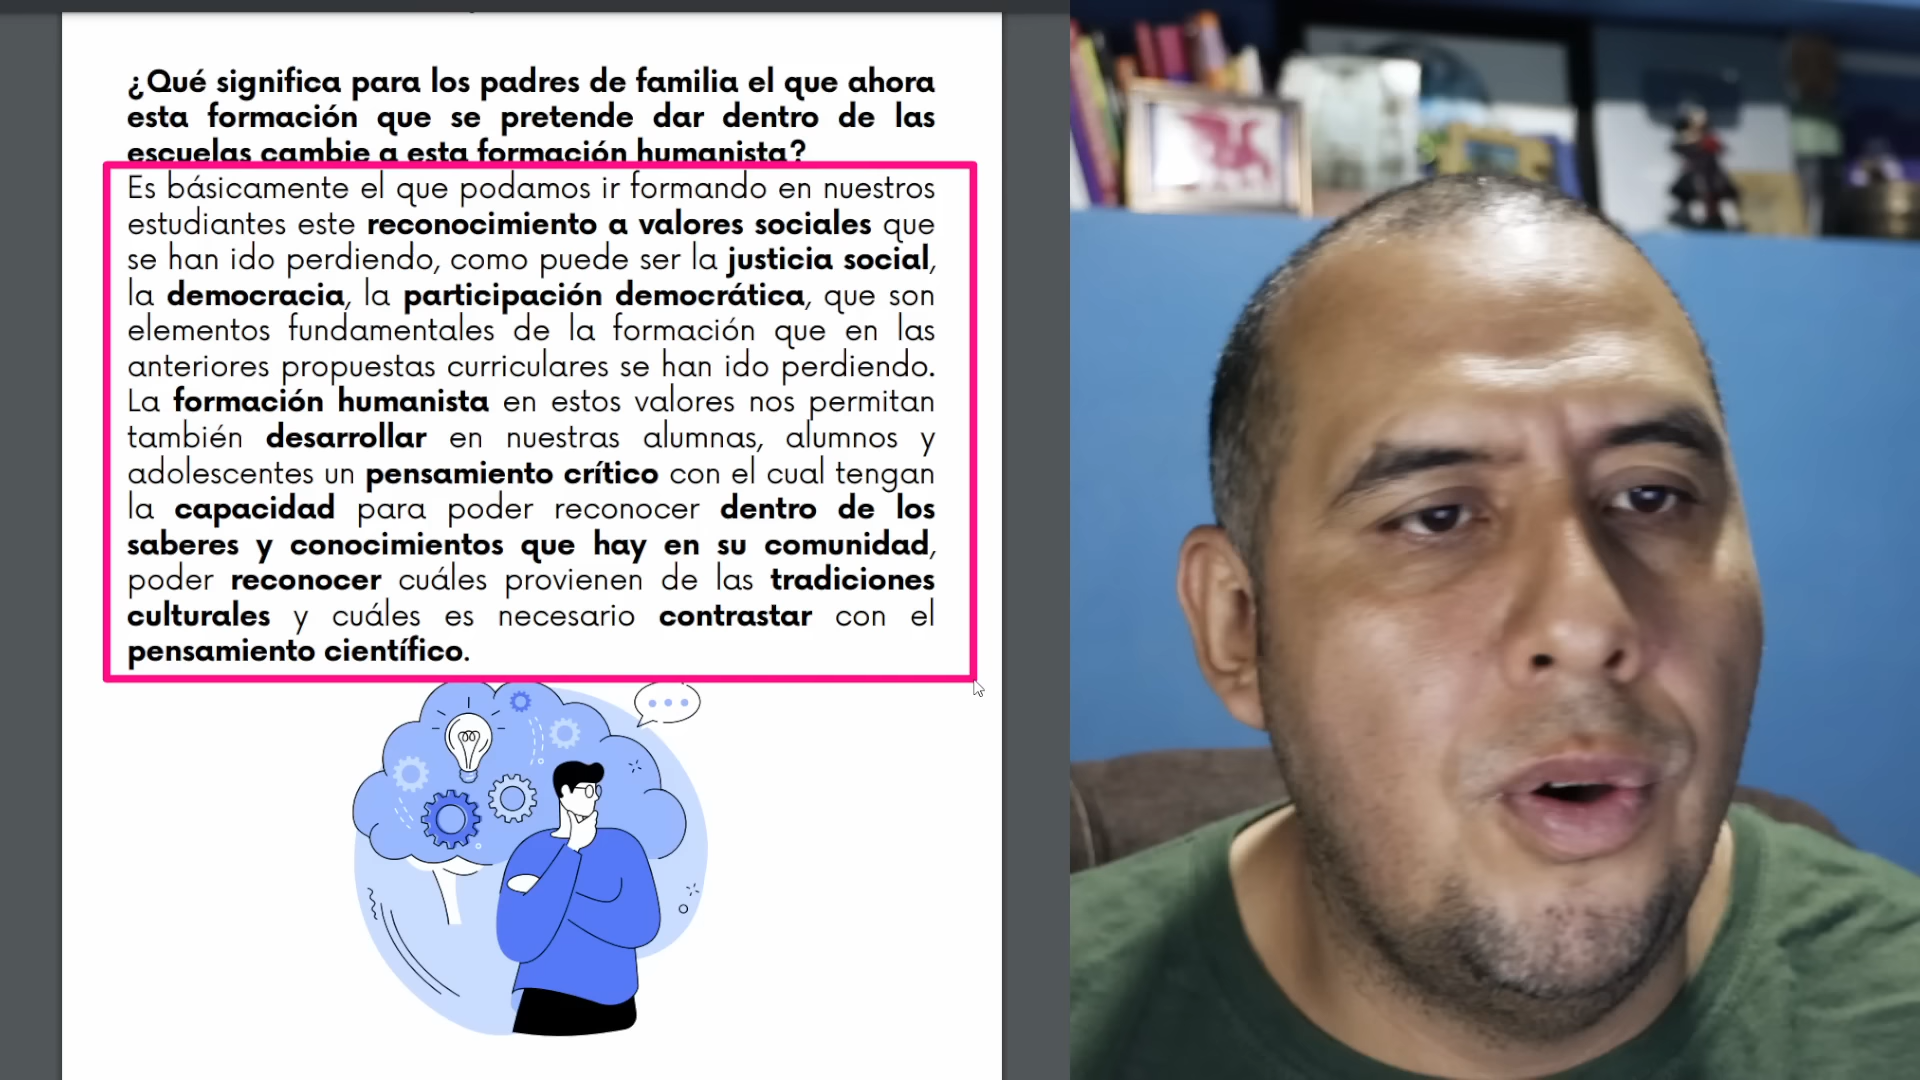 ¿Qué significa para los padres de familia el que ahora
esta formación que se pretende dar dentro de las
escuelas cambie a esta formación humanista?
Es básicamente el que podamos ir formando en nuestros
estudiantes este reconocimiento a valores sociales que
se han ido perdiendo, como puede ser la justicia social,
la democracia, la participación democrática, que son
elementos fundamentales de la formación que en las
anteriores propuestas curriculares se han ido perdiendo.
La formación humanista en estos valores nos permitan
también desarrollar en nuestras alumnas, alumnos y
adolescentes un pensamiento crítico con el cual tengan
la capacidad para poder reconocer dentro de los
saberes y conocimientos que hay en su comunidad,
poder reconocer cuáles provienen de las tradiciones
culturales y cuáles es necesario contrastar con el
pensamiento científico.